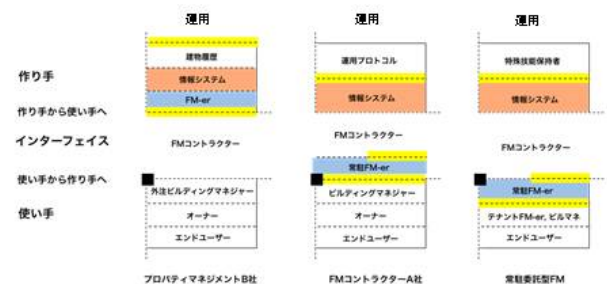 運用
運用
運用
建物履歴
運用プロトコル
特殊技能保持者
作り手
情報システム
情報システム
情報システム
FM-er
作り手から使い手へ
インターフェイス
FMコントラクター
FMコントラクター
FMコントラクター
常駐FM-er
使い手から作り手へ
外注ビルディングマネジャー
ビルディングマネジャー
常駐FM-er
使い手
オーナー
オーナー
テナントFM-er, ビルマネ
エンドユーザー
エンドユーザー
エンドユーザー
プロパティマネジメントB社
FMコントラクターA社
常駐委託型FM